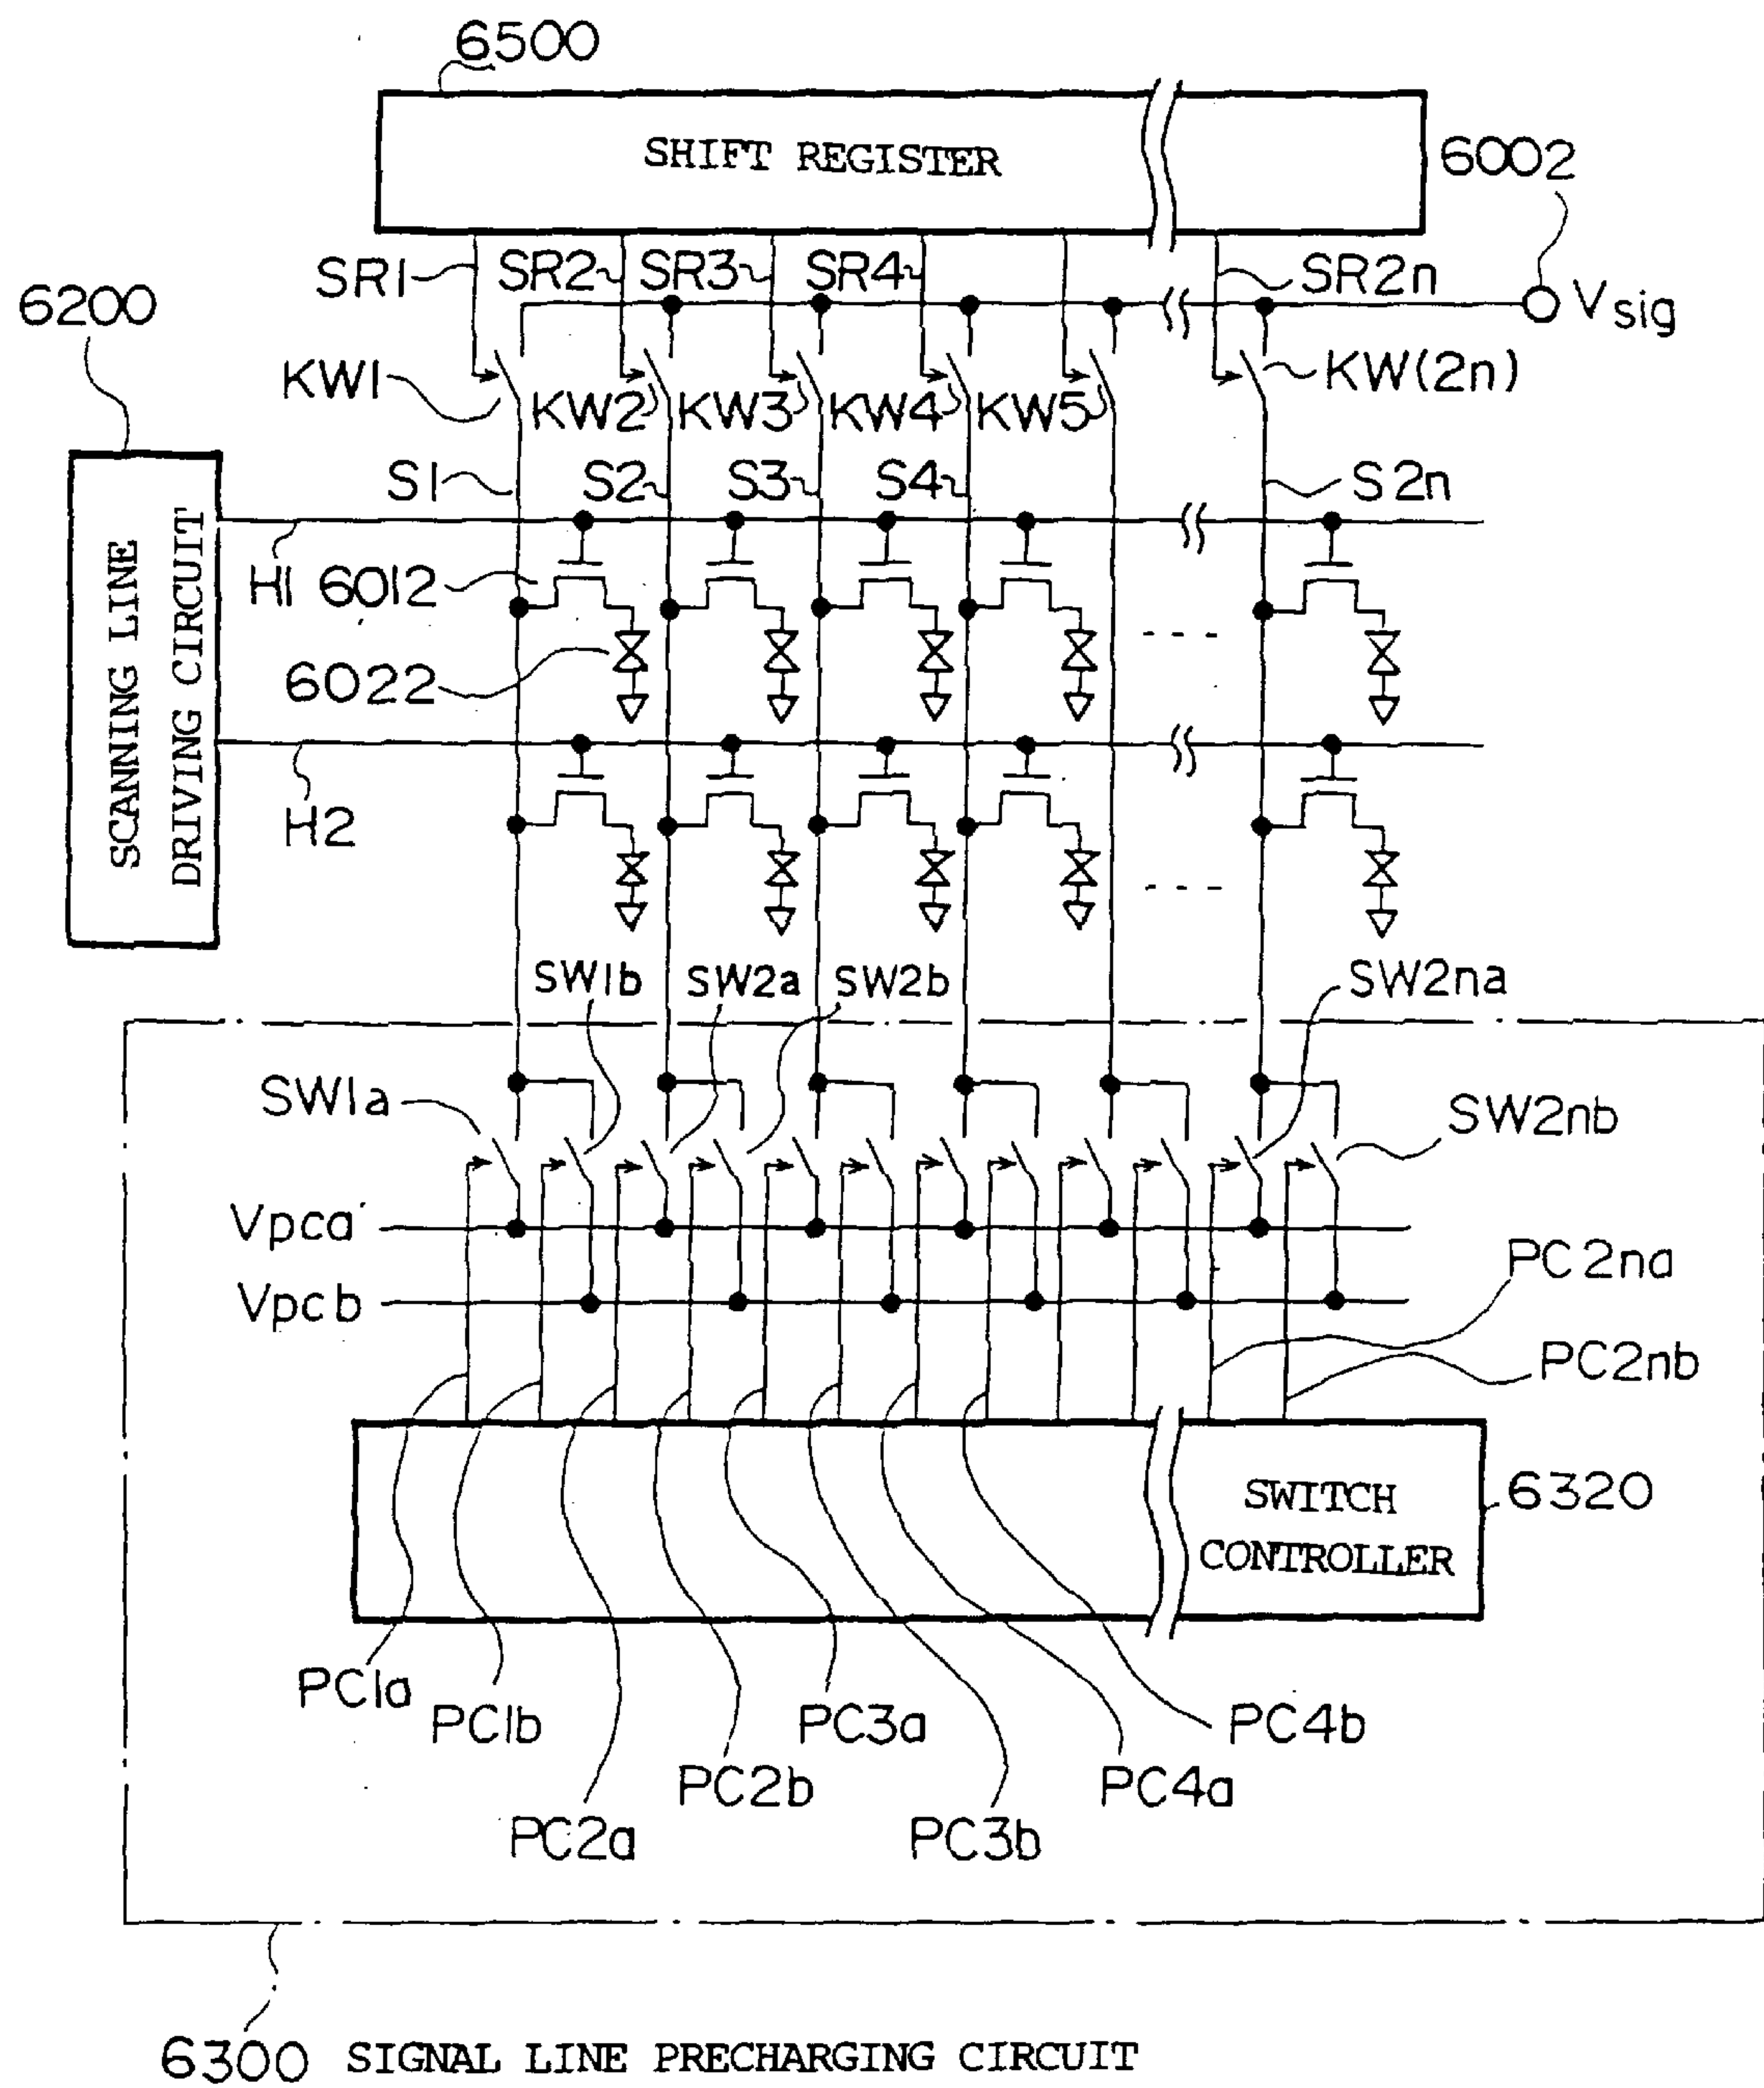 6500
SHIFT REGISTER
6002
SR1
SR2
SR3
SR4
SR2n
Vsig
6200
KW1
KW2
KW3
KW4
KW5
KW(2n)
S1
S2
S3
S4
S2n
SCANNING LINE
DRIVING CIRCUIT
H1
6012
6022
H2
SW1b
SW2a
SW2b
SW2na
SW1a
SW2nb
Vpca
Vpcb
PC2na
PC2nb
SWITCH
CONTROLLER
6320
PC1a
PC1b
PC3a
PC4b
PC2b
PC4a
PC2a
PC3b
6300 SIGNAL LINE PRECHARGING CIRCUIT